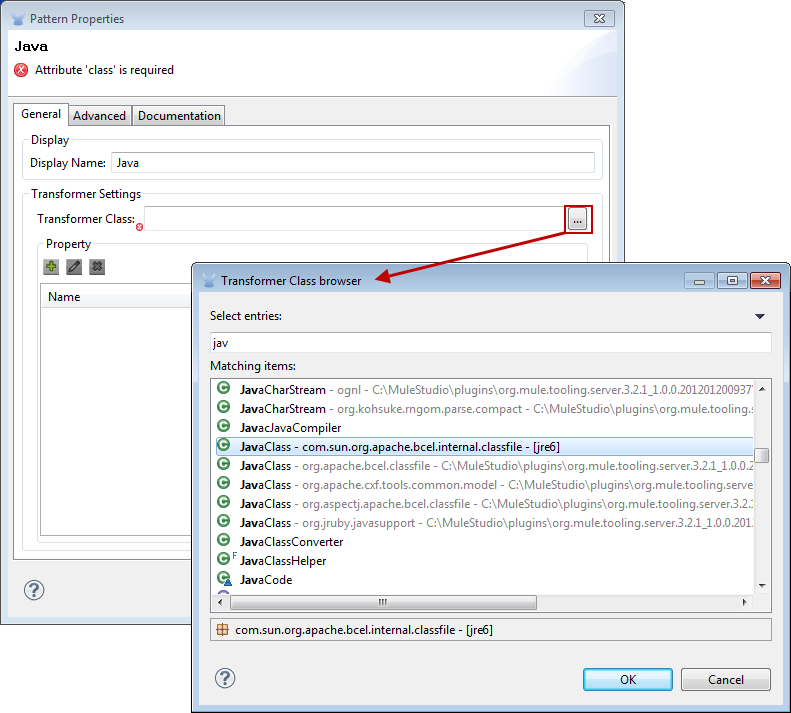 Pattern Properties
Java
Attribute 'class' is required
General Advanced Documentation
Display
Display Name: Java
Transformer Settings
Transformer Class: ...
Property
Name
Transformer Class browser
Select entries:
jav
Matching items:
JavaCharStream - ognl - C:\MuleStudio\plugins\org.mule.tooling.server.3.2.1_1.0.0.201201200937\
JavaCharStream - org.kohsuke.rngom.parse.compact - C:\MuleStudio\plugins\org.mule.tooling.s
JavacJavaCompiler
JavaClass - com.sun.org.apache.bcel.internal.classfile - [jre6]
JavaClass - org.apache.bcel.classfile - C:\MuleStudio\plugins\org.mule.tooling.server.3.2.1_1.0.0.2
JavaClass - org.apache.cxf.tools.common.model - C:\MuleStudio\plugins\org.mule.tooling.serve
JavaClass - org.aspectj.apache.bcel.classfile - C:\MuleStudio\plugins\org.mule.tooling.server.3.2.1
JavaClass - org.jruby.javasupport - C:\MuleStudio\plugins\org.mule.tooling.server.3.2.1_1.0.0.201
JavaClassConverter
F JavaClassHelper
JavaCode
com.sun.org.apache.bcel.internal.classfile - [jre6]
OK Cancel